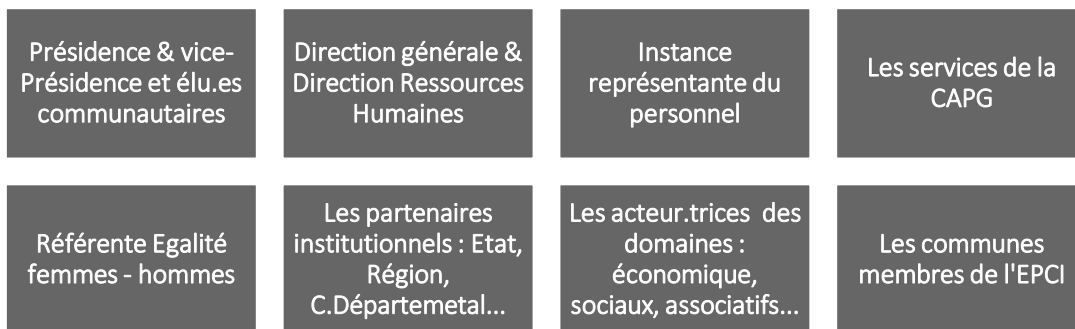 Présidence & vice-
Présidence et élu.es
communautaires
Direction générale &
Direction Ressources
Humaines
Instance
représentante du
personnel
Les services de la
CAPG
Référente Egalité
femmes - hommes
Les partenaires
institutionnels : Etat,
Région,
C.Départemetal...
Les acteur.trices des
domaines :
économique,
sociaux, associatifs...
Les communes
membres de l'EPCI